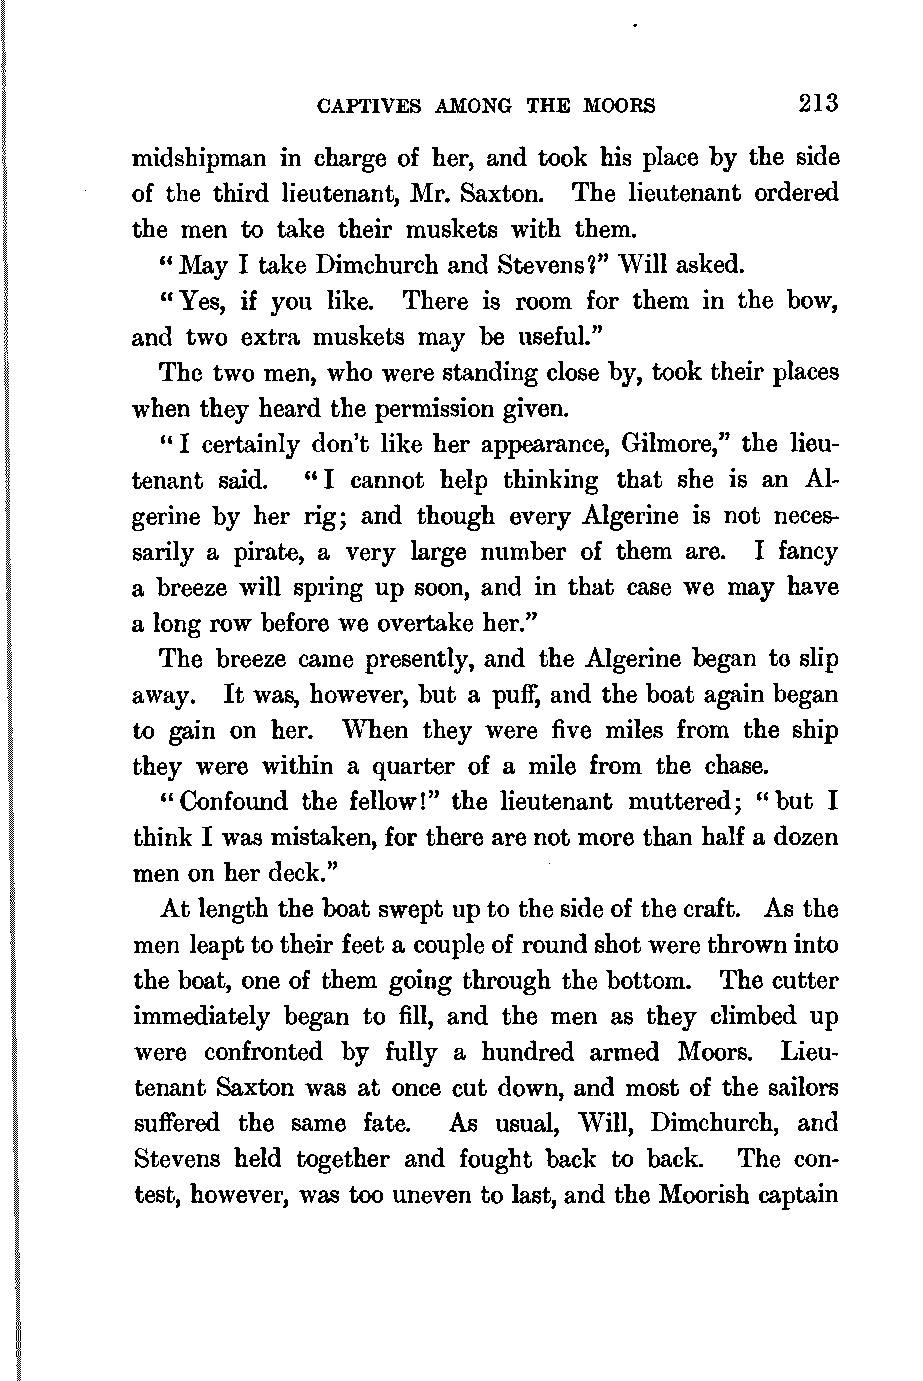 CAPTIVES AMONG THE MOORS 213
midshipman in charge of her, and took his place by the side
of the third lieutenant, Mr. Saxton. The lieutenant ordered
the men to take their muskets with them.
"May I take Dimchurch and Stevens?" Will asked.
"Yes, if you like. There is room for them in the bow,
and two extra muskets may be useful."
The two men, who were standing close by, took their places
when they heard the permission given.
"I certainly don't like her appearance, Gilmore," the lieu-
tenant said. "I cannot help thinking that she is an Al-
gerine by her rig; and though every Algerine is not neces-
sarily a pirate, a very large number of them are. I fancy
a breeze will spring up soon, and in that case we may have
a long row before we overtake her."
The breeze came presently, and the Algerine began to slip
away. It was, however, but a puff, and the boat again began
to gain on her. When they were five miles from the ship
they were within a quarter of a mile from the chase.
"Confound the fellow!" the lieutenant muttered; "but I
think I was mistaken, for there are not more than half a dozen
men on her deck."
At length the boat swept up to the side of the craft. As the
men leapt to their feet a couple of round shot were thrown into
the boat, one of them going through the bottom. The cutter
immediately began to fill, and the men as they climbed up
were confronted by fully a hundred armed Moors. Lieu-
tenant Saxton was at once cut down, and most of the sailors
suffered the same fate. As usual, Will, Dimchurch, and
Stevens held together and fought back to back. The con-
test, however, was too uneven to last, and the Moorish captain